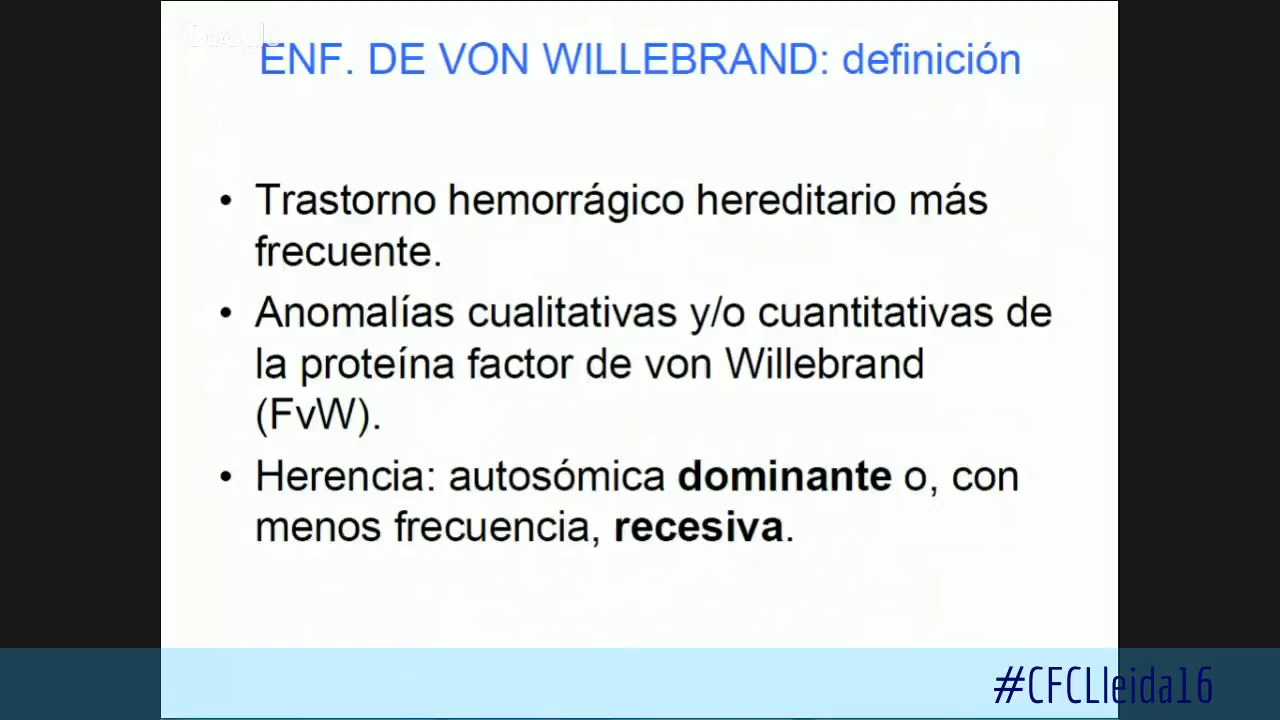 Google
ENF. DE VON WILLEBRAND: definición
• Trastorno hemorrágico hereditario más
frecuente.
• Anomalías cualitativas y/o cuantitativas de
la proteína factor de von Willebrand
(FvW).
• Herencia: autosómica dominante o, con
menos frecuencia, recesiva.
#CFCLleida16